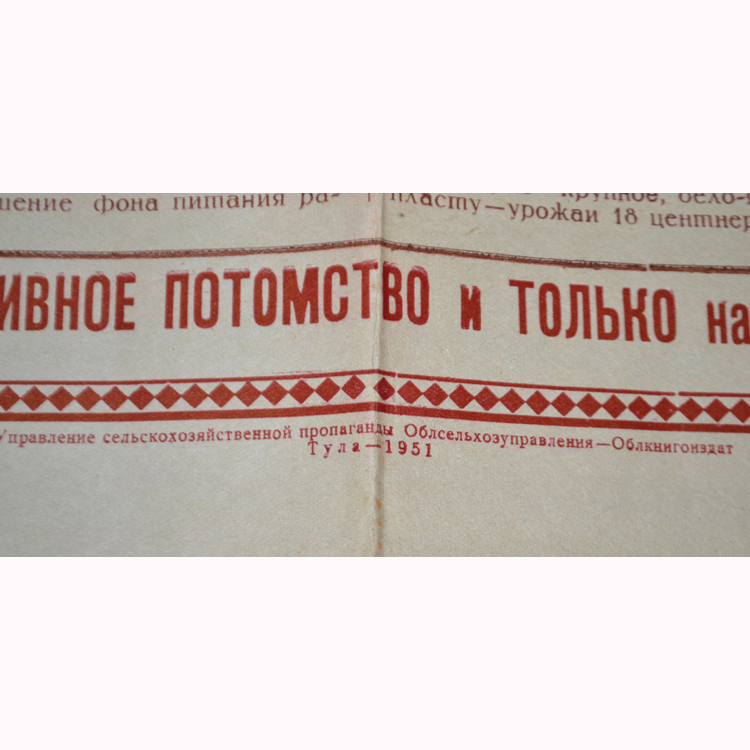 шение фона питания ра- пласту—урожаи 18 центнер
ИВНОЕ ПОТОМСТВО и ТОЛЬКО на
Управление сельскохозяйственной пропаганды Облсельхозуправления—Облкнигоиздат
Тула—1951